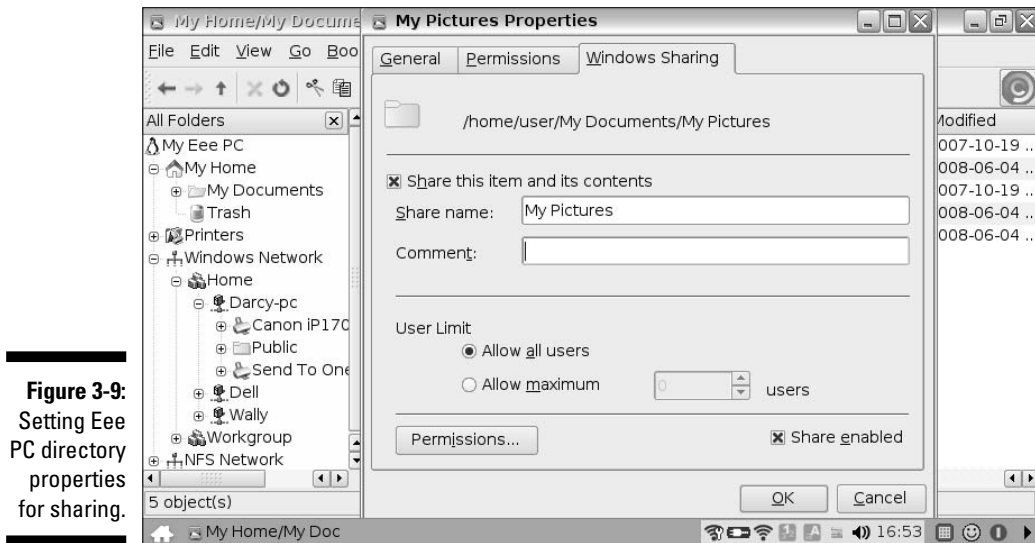 My Home/My Docume
My Pictures Properties
File Edit View Go Boo
General Permissions Windows Sharing
All Folders
My Eee PC
My Home
My Documents
Trash
Printers
Windows Network
Home
Darcy-pc
Canon iP170
Public
Send To One
Dell
Wally
Workgroup
NFS Network
5 object(s)
/home/user/My Documents/My Pictures
Share this item and its contents
Share name: My Pictures
Comment:
User Limit
Allow all users
Allow maximum 0 users
Permissions...
Share enabled
OK Cancel
Modified
007-10-19 ..
008-06-04 ..
007-10-19 ..
008-06-04 ..
008-06-04 ..
My Home/My Doc
1 A 16:53
Figure 3-9:
Setting Eee
PC directory
properties
for sharing.